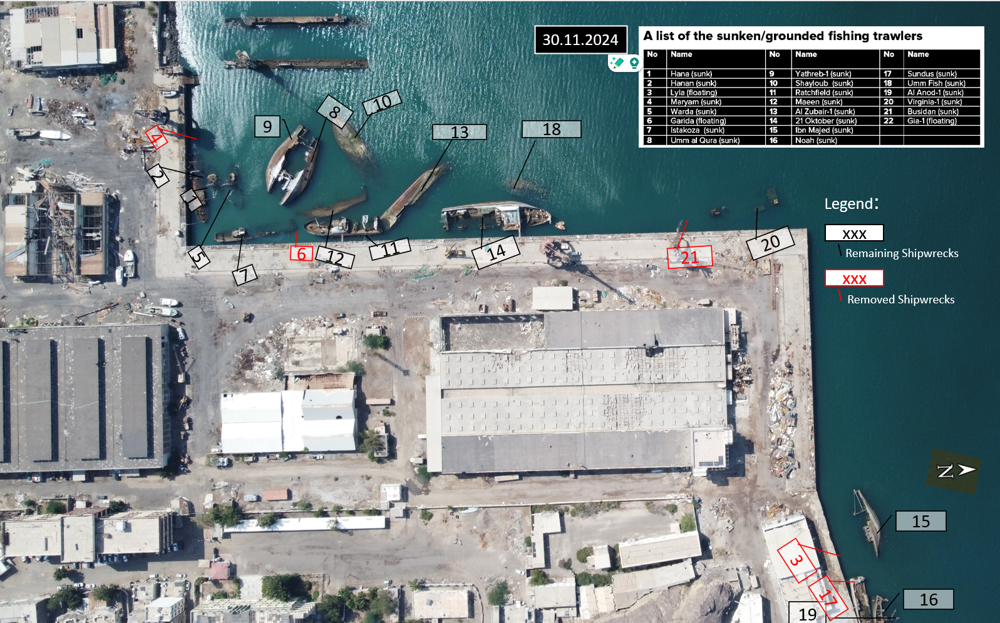 30.11.2024
A list of the sunken/grounded fishing trawlers
No Name No Name No Name
1 Hana (sunk) 9 Yathreb-1 (sunk) 17 Sundus (sunk)
2 Hanan (sunk) 10 Shayloub (sunk) 18 Umm Fish (sunk)
3 Lyla (floating) 11 Ratchfield (sunk) 19 Al Anod-1 (sunk)
4 Maryam (sunk) 12 Maeen (sunk) 20 Virginia-1 (sunk)
5 Warda (sunk) 13 Al Zubair-1 (sunk) 21 Busidan (sunk)
6 Garida (floating) 14 21 Oktober (sunk) 22 Gia-1 (floating)
7 Istakoza (sunk) 15 Ibn Majed (sunk)
8 Umm al Qura (sunk) 16 Noah (sunk)
10
8
9
13
18
4
2
1
Legend:
xxx
Remaining Shipwrecks
xxx
Removed Shipwrecks
5
7
6
12
11
14
21
20
N
15
3
17
16
19